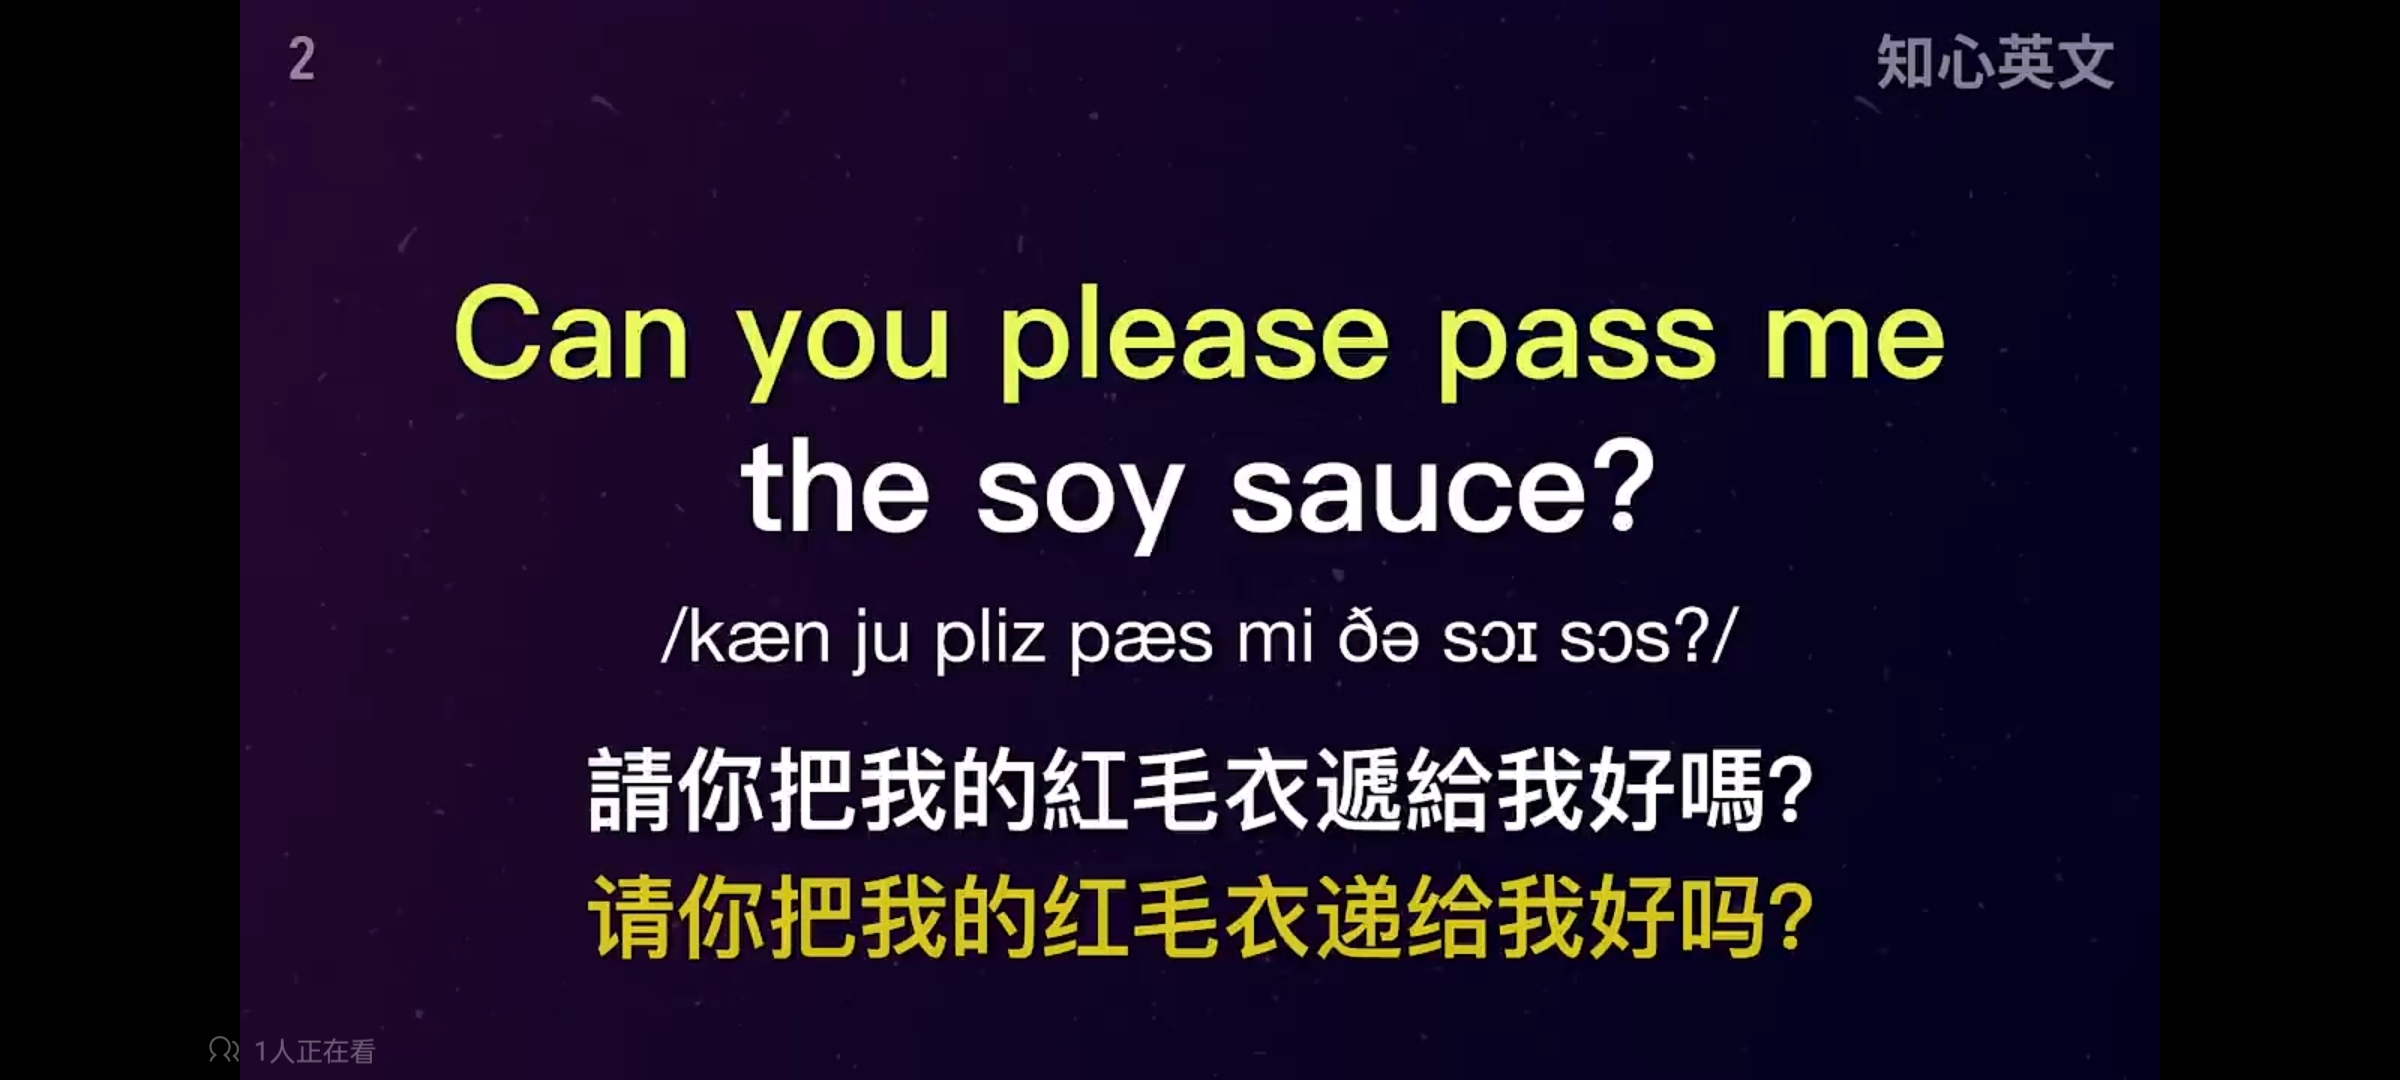 2
知心英文
Can you please pass me
the soy sauce?
/kæn ju pliz pæs mi ðə sɔɪ sɔs?/
請你把我的紅毛衣遞給我好嗎?
请你把我的红毛衣递给我好吗?
1人正在看